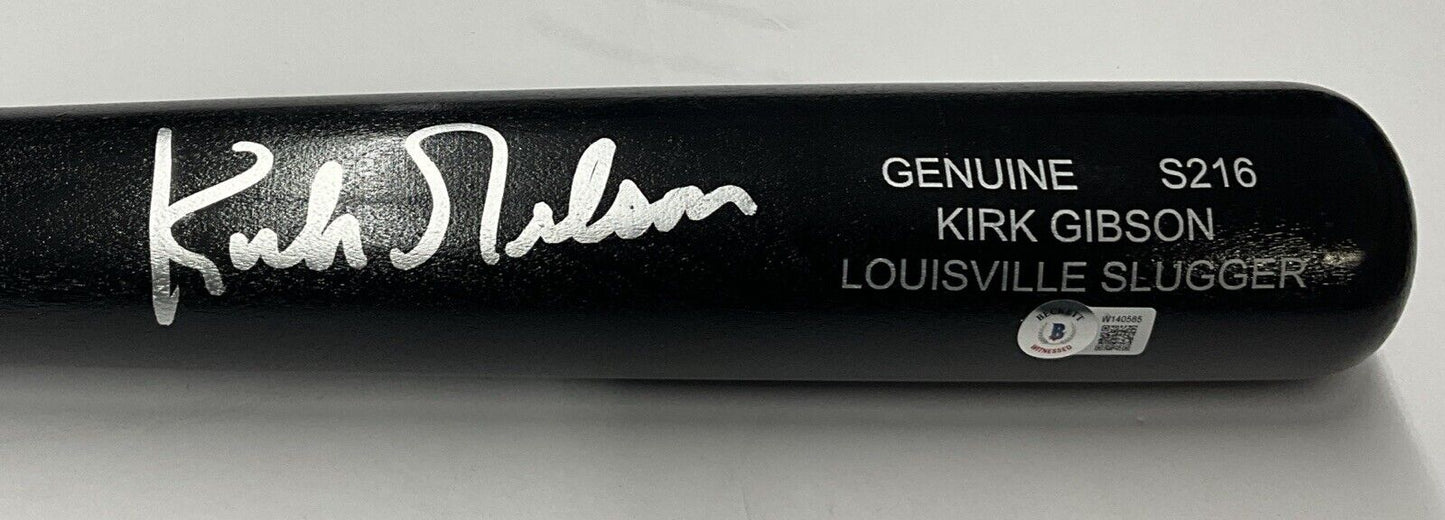 Kirk Gibson
GENUINE S216
KIRK GIBSON
LOUISVILLE SLUGGER
BECKETT
B
WITNESSED
W140585